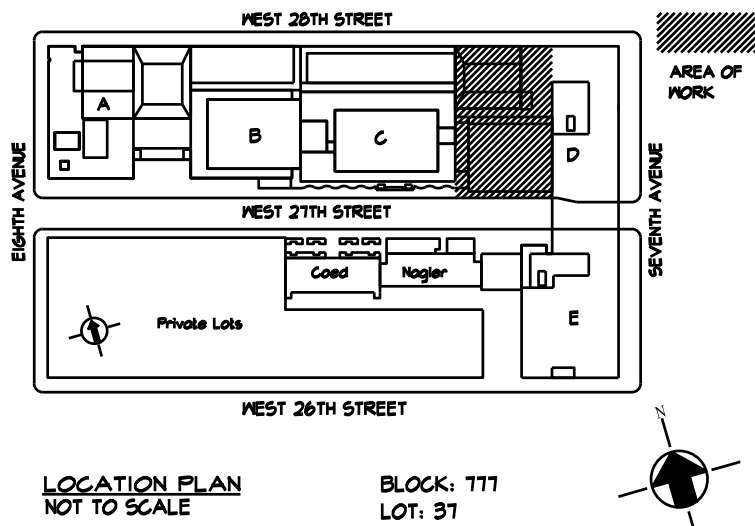 WEST 28TH STREET
AREA OF
WORK
A
B
C
D
EIGHTH AVENUE
SEVENTH AVENUE
WEST 27TH STREET
Coed
Nagler
E
Private Lots
WEST 26TH STREET
N
LOCATION PLAN
NOT TO SCALE
BLOCK: 777
LOT: 37